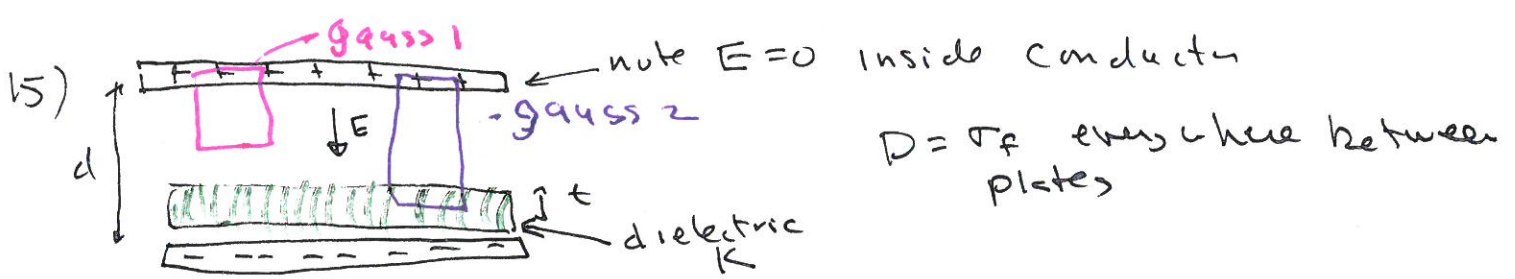 gauss 1
note E = 0 inside conductor
15)
- gauss 2
E
D = σf everywhere between
plates
d
t
dielectric
K